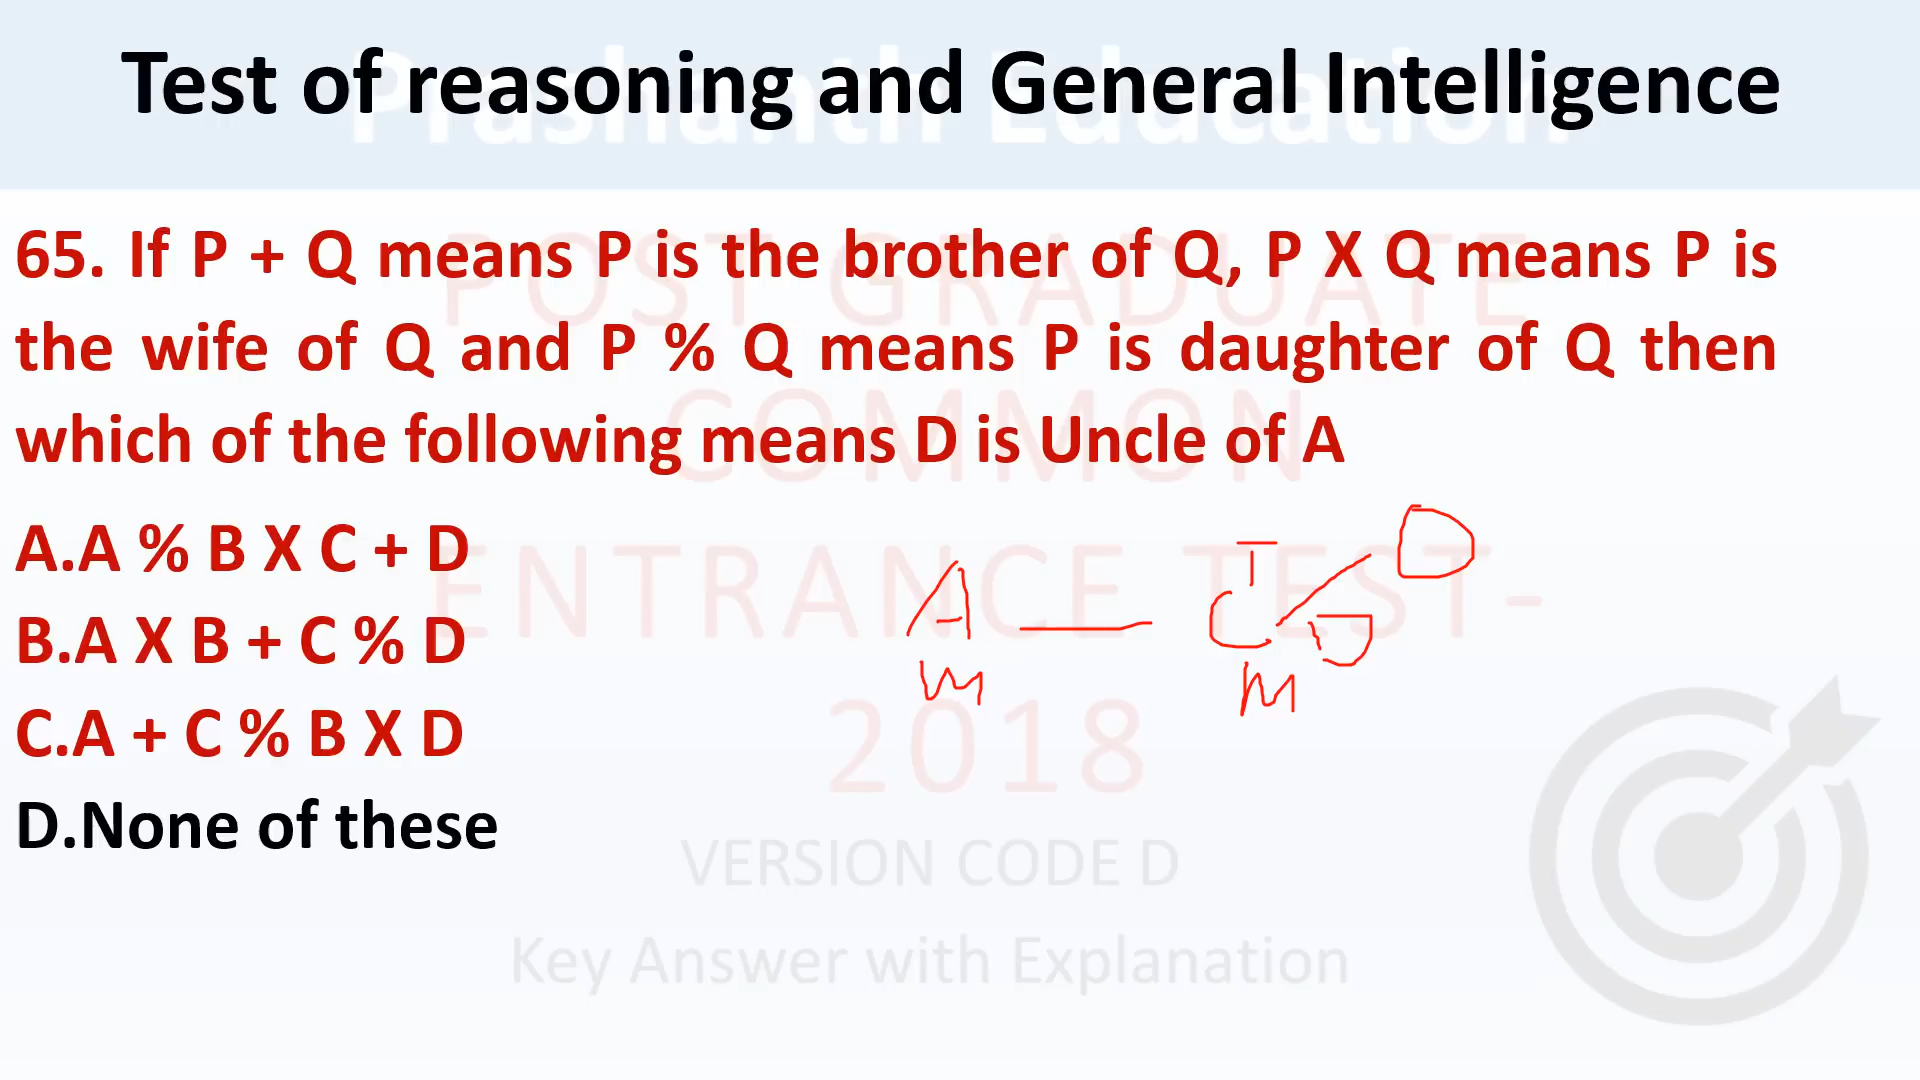 Test of reasoning and General Intelligence
Prashanth Education
65. If P + Q means P is the brother of Q, P X Q means P is
the wife of Q and P % Q means P is daughter of Q then
which of the following means D is Uncle of A
A.A % B X C + D
B.A X B + C % D
C.A + C % B X D
D.None of these
POST GRADUATE
COMMON
ENTRANCE TEST-
2018
VERSION CODE D
Key Answer with Explanation
A C D
M M